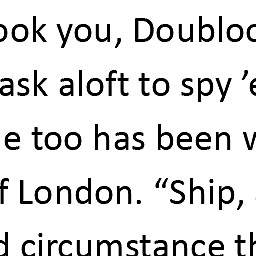 ook you, Doubloo
ask aloft to spy ’e
e too has been w
f London. “Ship,
d circumstance th